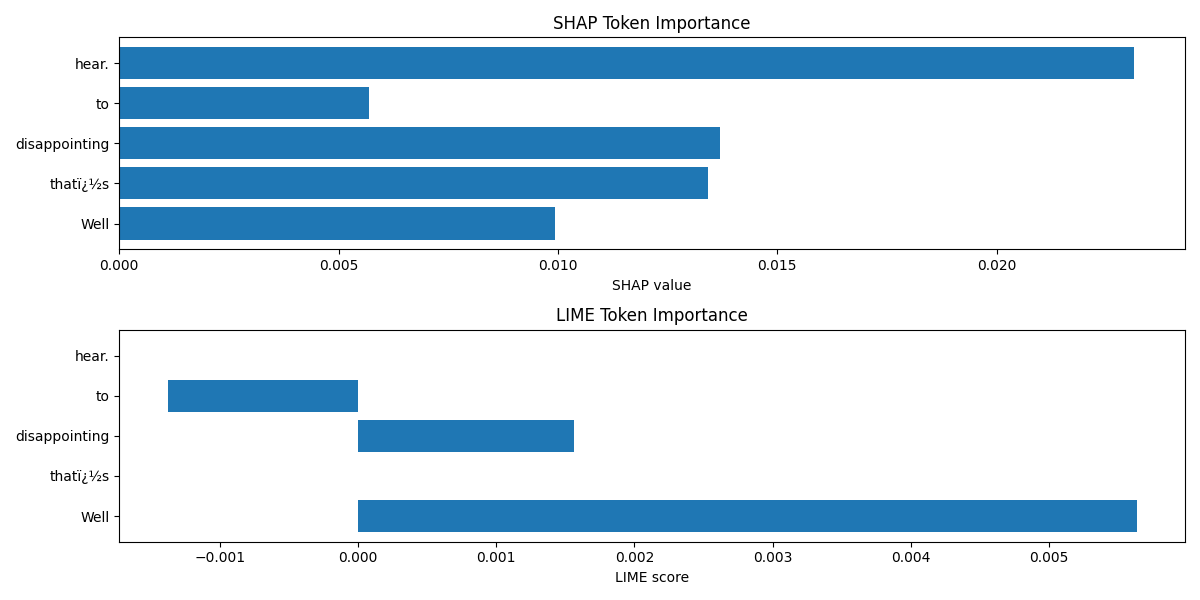 SHAP Token Importance
hear.
to
disappointing
thatï¿½s
Well
0.000 0.005 0.010 0.015 0.020
SHAP value
LIME Token Importance
hear.
to
disappointing
thatï¿½s
Well
−0.001 0.000 0.001 0.002 0.003 0.004 0.005
LIME score